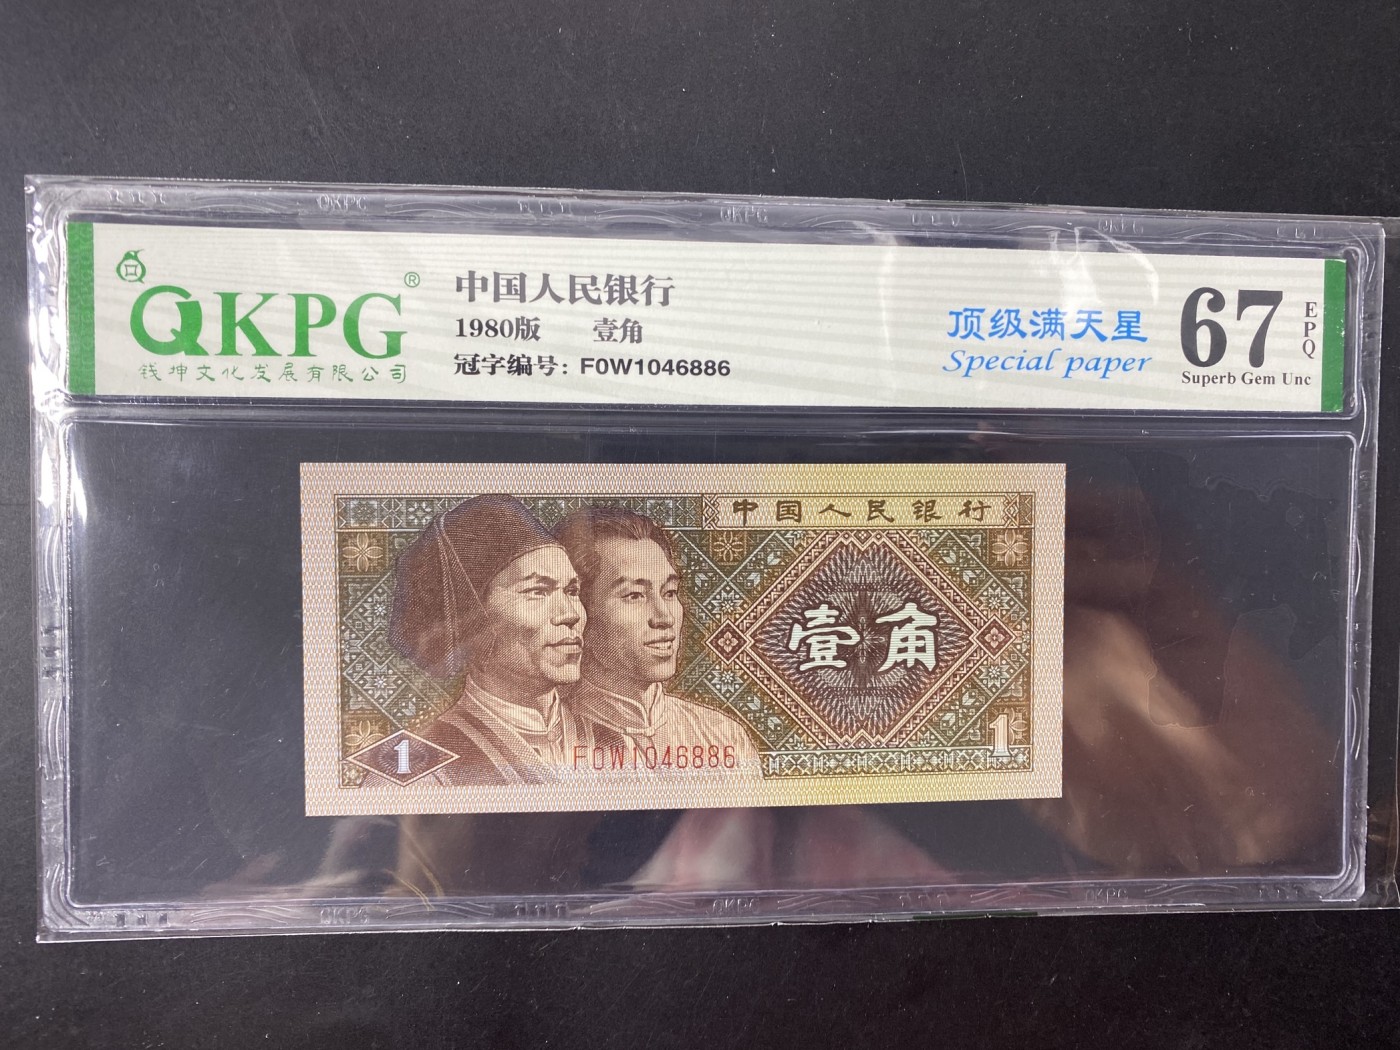 QKPG®
钱坤文化发展有限公司
中国人民银行
1980版 壹角
冠字编号: F0W1046886
顶级满天星
Special paper
67
EPQ
Superb Gem Unc
中国人民银行
壹角
1
F0W1046886
1